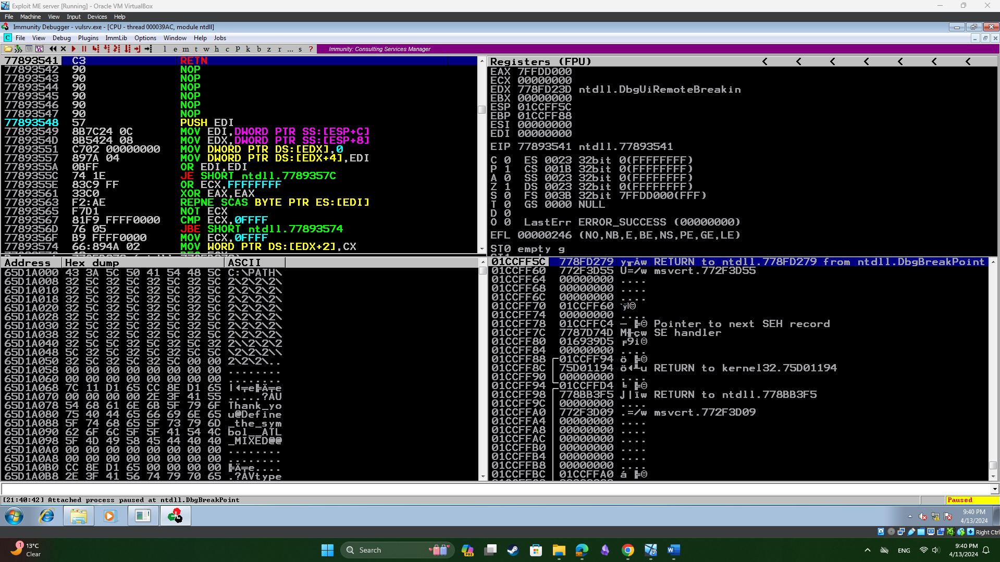 Exploit ME server [Running] - Oracle VM VirtualBox
File Machine View Input Devices Help
Immunity Debugger - vulsrv.exe - [CPU - thread 000039AC, module ntdll]
C File View Debug Plugins ImmLib Options Window Help Jobs
l e m t w h c P k b z r ... s ? Immunity: Consulting Services Manager
77893541 C3 RETN
77893542 90 NOP
77893543 90 NOP
77893544 90 NOP
77893545 90 NOP
77893546 90 NOP
77893547 90 NOP
77893548 57 PUSH EDI
77893549 8B7C24 0C MOV EDI,DWORD PTR SS:[ESP+C]
7789354D 8B5424 08 MOV EDX,DWORD PTR SS:[ESP+8]
77893551 C702 00000000 MOV DWORD PTR DS:[EDX],0
77893557 897A 04 MOV DWORD PTR DS:[EDX+4],EDI
7789355A 0BFF OR EDI,EDI
7789355C 74 1E JE SHORT ntdll.7789357C
7789355E 83C9 FF OR ECX,FFFFFFFF
77893561 33C0 XOR EAX,EAX
77893563 F2:AE REPNE SCAS BYTE PTR ES:[EDI]
77893565 F7D1 NOT ECX
77893567 81F9 FFFF0000 CMP ECX,0FFFF
7789356D 76 05 JBE SHORT ntdll.77893574
7789356F B9 FFFF0000 MOV ECX,0FFFF
77893574 66:894A 02 MOV WORD PTR DS:[EDX+2],CX
Registers (FPU) < < < < < < <
EAX 7FFDD000
ECX 00000000
EDX 778FD23D ntdll.DbgUiRemoteBreakin
EBX 00000000
ESP 01CCFF5C
EBP 01CCFF88
ESI 00000000
EDI 00000000
EIP 77893541 ntdll.77893541
C 0 ES 0023 32bit 0(FFFFFFFF)
P 1 CS 001B 32bit 0(FFFFFFFF)
A 0 SS 0023 32bit 0(FFFFFFFF)
Z 1 DS 0023 32bit 0(FFFFFFFF)
S 0 FS 003B 32bit 7FFDD000(FFF)
T 0 GS 0000 NULL
D 0
O 0 LastErr ERROR_SUCCESS (00000000)
EFL 00000246 (NO,NB,E,BE,NS,PE,GE,LE)
ST0 empty g
Address Hex dump ASCII
65D1A000 43 3A 5C 50 41 54 48 5C C:\PATH\
65D1A008 32 5C 32 5C 32 5C 32 5C 2\2\2\2\
65D1A010 32 5C 32 5C 32 5C 32 5C 2\2\2\2\
65D1A018 32 5C 32 5C 32 5C 32 5C 2\2\2\2\
65D1A020 32 5C 32 5C 32 5C 32 5C 2\2\2\2\
65D1A028 32 5C 32 5C 32 5C 32 5C 2\2\2\2\
65D1A030 32 5C 32 5C 32 5C 32 5C 2\2\2\2\
65D1A038 32 5C 32 5C 32 5C 32 5C 2\2\2\2\
65D1A040 32 5C 5C 32 5C 32 5C 32 2\\2\2\2
65D1A048 5C 32 5C 32 5C 32 5C 5C \2\2\2\\
65D1A050 32 5C 32 5C 32 5C 00 00 2\2\2\..
65D1A058 00 00 00 00 00 00 00 00 ........
65D1A060 00 00 00 00 00 00 00 00 ........
65D1A068 7C 11 D1 65 CC 8E D1 65 |◄╤e╠Ä╤e
65D1A070 00 00 00 00 2E 3F 41 55 .....?AU
65D1A078 54 68 61 6E 6B 5F 79 6F Thank_yo
65D1A080 75 40 44 65 66 69 6E 65 u@Define
65D1A088 5F 74 68 65 5F 73 79 6D _the_sym
65D1A090 62 6F 6C 5F 5F 41 54 4C bol__ATL
65D1A098 5F 4D 49 58 45 44 40 40 _MIXED@@
65D1A0A0 00 00 00 00 00 00 00 00 ........
65D1A0A8 00 00 00 00 00 00 00 00 ........
65D1A0B0 CC 8E D1 65 00 00 00 00 ╠Ä╤e....
65D1A0B8 2E 3F 41 56 74 79 70 65 .?AVtype
01CCFF5C 778FD279 y╥Åw RETURN to ntdll.778FD279 from ntdll.DbgBreakPoint
01CCFF60 772F3D55 U=/w msvcrt.772F3D55
01CCFF64 00000000 ....
01CCFF68 00000000 ....
01CCFF6C 00000000 ....
01CCFF70 01CCFF60
01CCFF74 00000000 ....
01CCFF78 01CCFFC4 Pointer to next SEH record
01CCFF7C 7787D74D M╫çw SE handler
01CCFF80 016939D5 ╒9i☺
01CCFF84 00000000 ....
01CCFF88 01CCFF94 ö ╠☺
01CCFF8C 75D01194 ö◄╨u RETURN to kernel32.75D01194
01CCFF90 00000000 ....
01CCFF94 01CCFFD4 ╘ ╠☺
01CCFF98 778BB3F5 ⌡│ïw RETURN to ntdll.778BB3F5
01CCFF9C 00000000 ....
01CCFFA0 772F3D09 .=/w msvcrt.772F3D09
01CCFFA4 00000000 ....
01CCFFA8 00000000 ....
01CCFFAC 00000000 ....
01CCFFB0 00000000 ....
01CCFFB4 00000000 ....
01CCFFB8 00000000 ....
01CCFFBC 01CCFFA0 á ╠☺
[21:40:42] Attached process paused at ntdll.DbgBreakPoint
Paused
9:40 PM
4/13/2024
Right Ctrl
1
13°C
Clear
Search
PRE
ENG
9:40 PM
4/13/2024